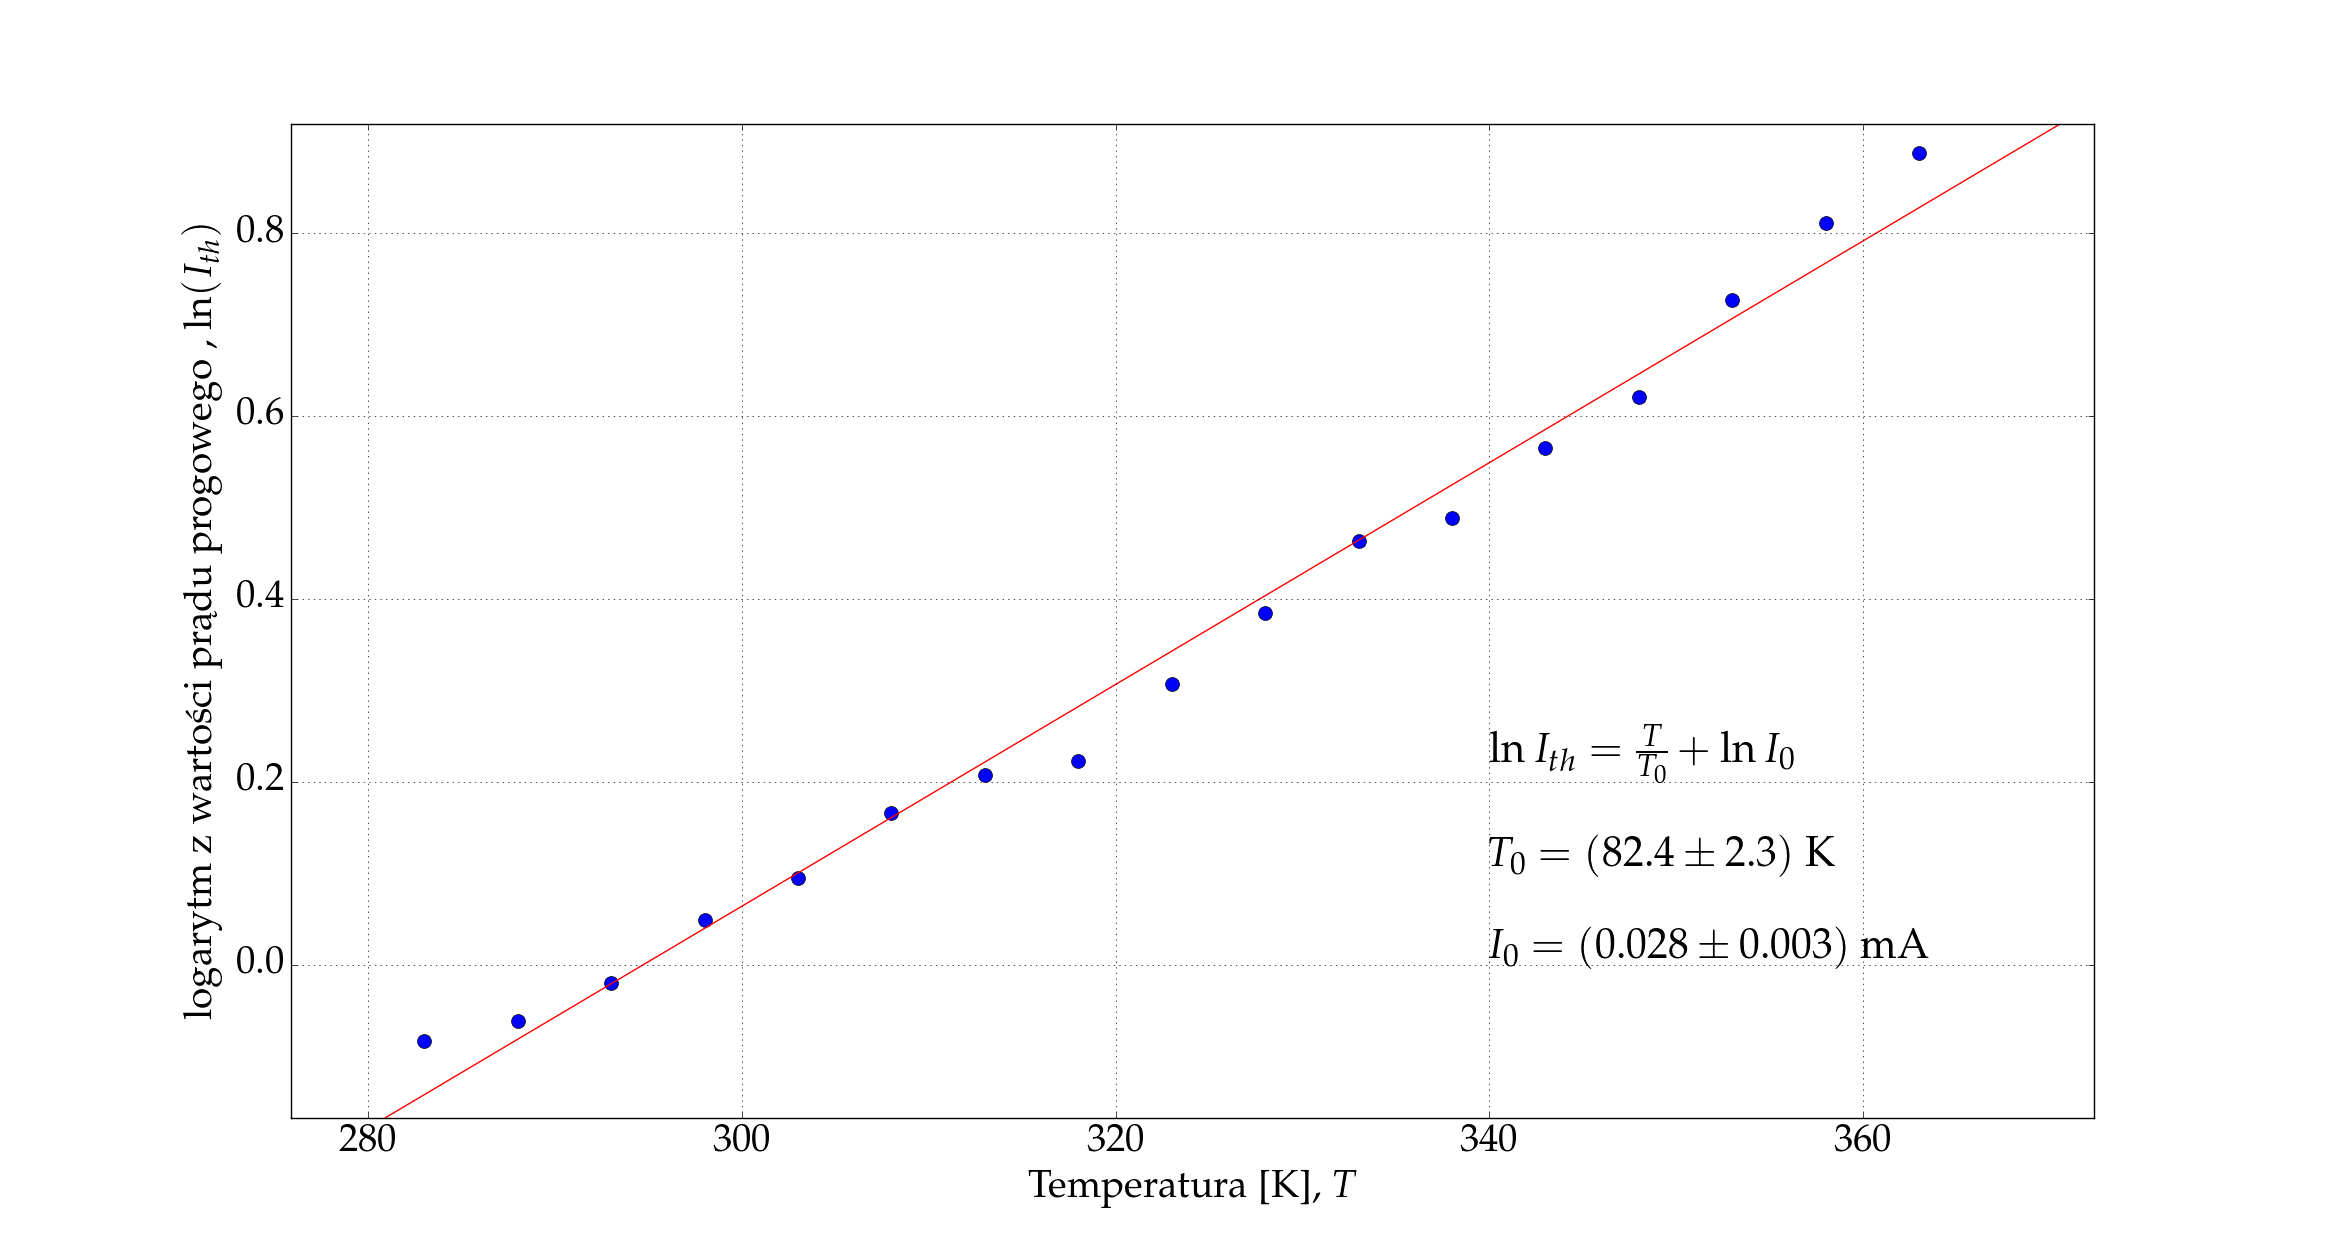 logarytm z wartości prądu progowego , ln(I_th)
0.8
0.6
0.4
0.2
0.0
ln I_th = T/T_0 + ln I_0
T_0 = (82.4 ± 2.3) K
I_0 = (0.028 ± 0.003) mA
280 300 320 340 360
Temperatura [K], T